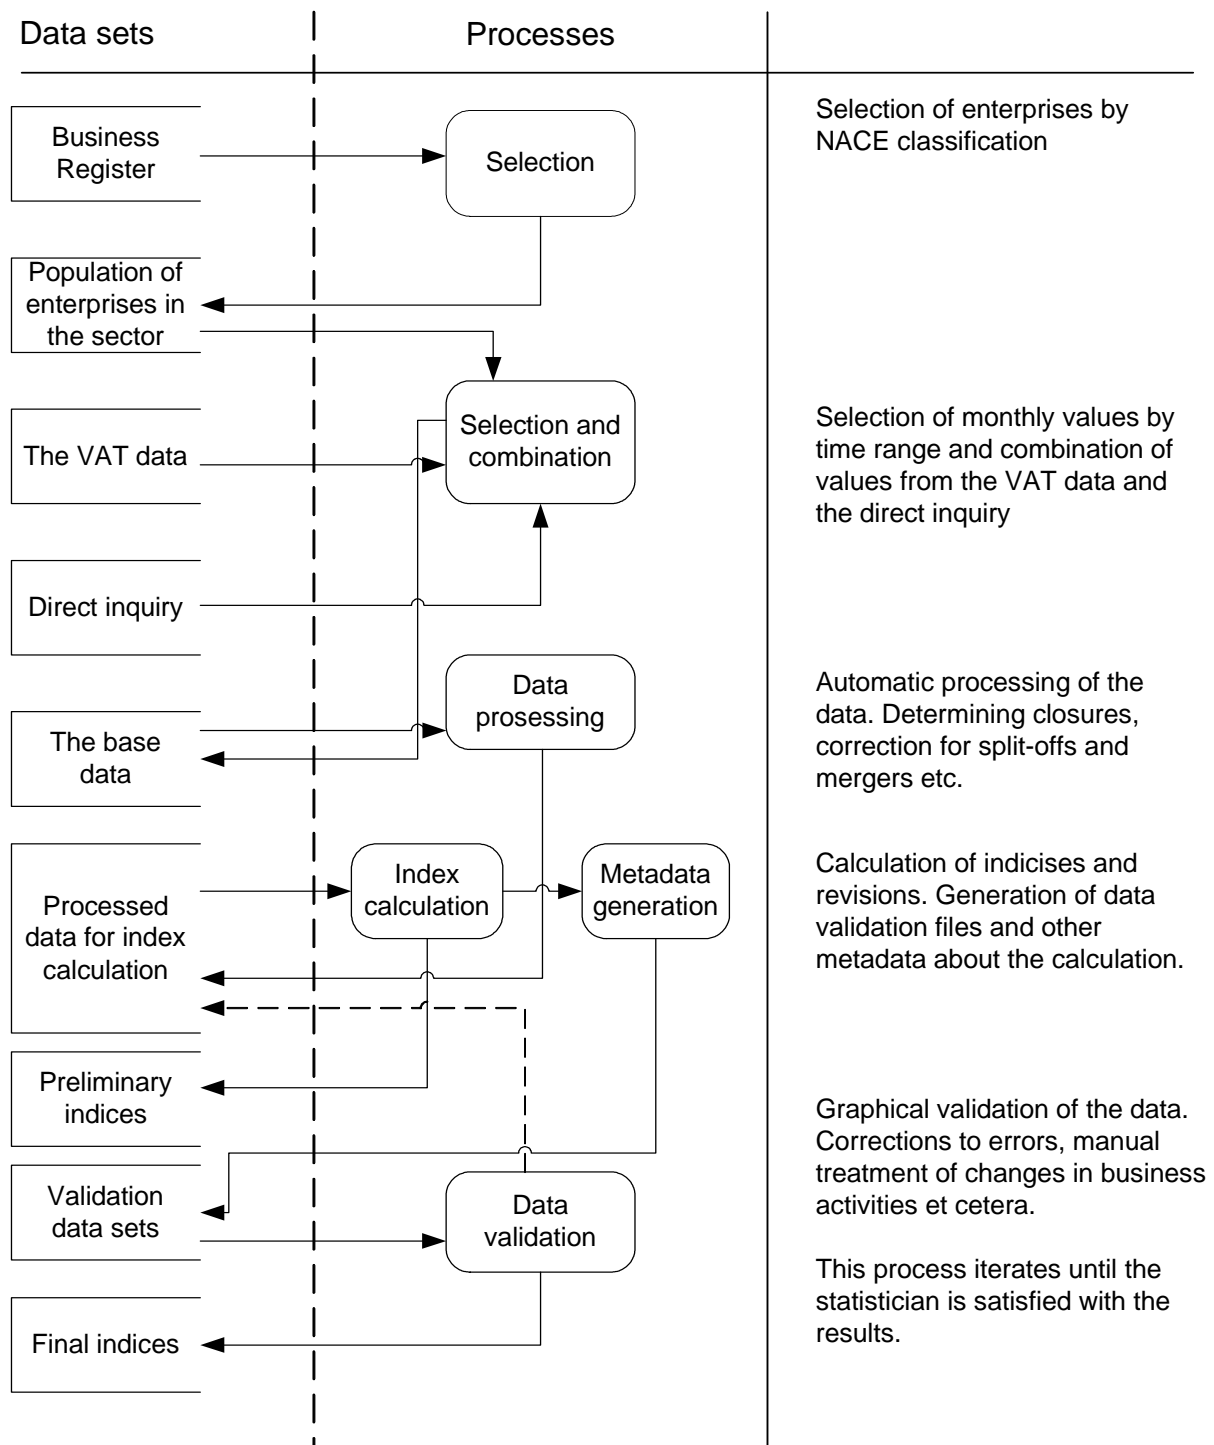 Data sets
Processes
Business
Register
Selection
Selection of enterprises by
NACE classification
Population of
enterprises in
the sector
The VAT data
Selection and
combination
Selection of monthly values by
time range and combination of
values from the VAT data and
the direct inquiry
Direct inquiry
The base
data
Data
prosessing
Automatic processing of the
data. Determining closures,
correction for split-offs and
mergers etc.
Processed
data for index
calculation
Index
calculation
Metadata
generation
Calculation of indicises and
revisions. Generation of data
validation files and other
metadata about the calculation.
Preliminary
indices
Validation
data sets
Data
validation
Graphical validation of the data.
Corrections to errors, manual
treatment of changes in business
activities et cetera.
This process iterates until the
statistician is satisfied with the
results.
Final indices